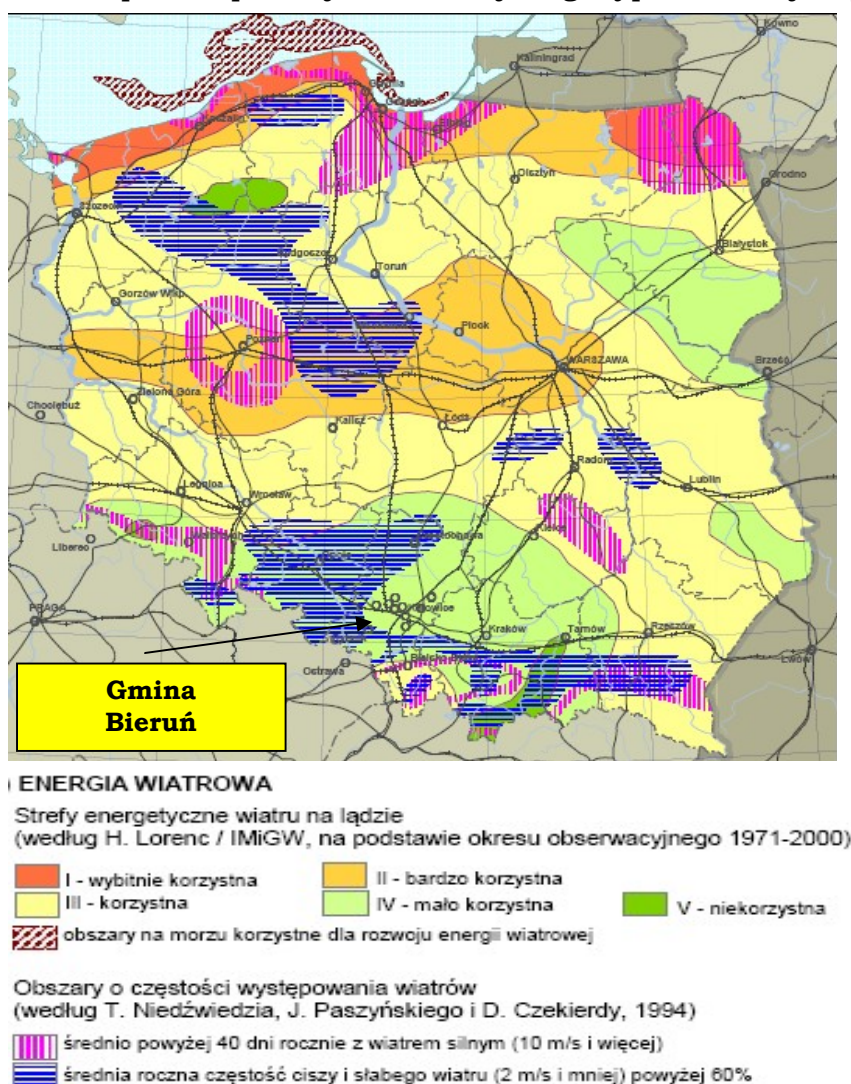 Kowno
Kaliningrad
Gdynia
Olsztyn
Grodno
Białystok
Toruń
Gorzów Wlkp.
Płock
Poznań
WARSZAWA
Brześć
Zielona Góra
Chociebuż
Kalisz
Łódź
Radom
Lublin
Legnica
Wrocław
Liberec
PRAGA
Katowice
Kraków
Tarnów
Rzeszów
Lwów
Ostrawa
Gmina
Bieruń
ENERGIA WIATROWA
Strefy energetyczne wiatru na lądzie
(według H. Lorenc / IMiGW, na podstawie okresu obserwacyjnego 1971-2000)
I - wybitnie korzystna
II - bardzo korzystna
III - korzystna
IV - mało korzystna
V - niekorzystna
obszary na morzu korzystne dla rozwoju energii wiatrowej
Obszary o częstości występowania wiatrów
(według T. Niedźwiedzia, J. Paszyńskiego i D. Czekierdy, 1994)
średnio powyżej 40 dni rocznie z wiatrem silnym (10 m/s i więcej)
średnia roczna częstość ciszy i słabego wiatru (2 m/s i mniej) powyżej 60%